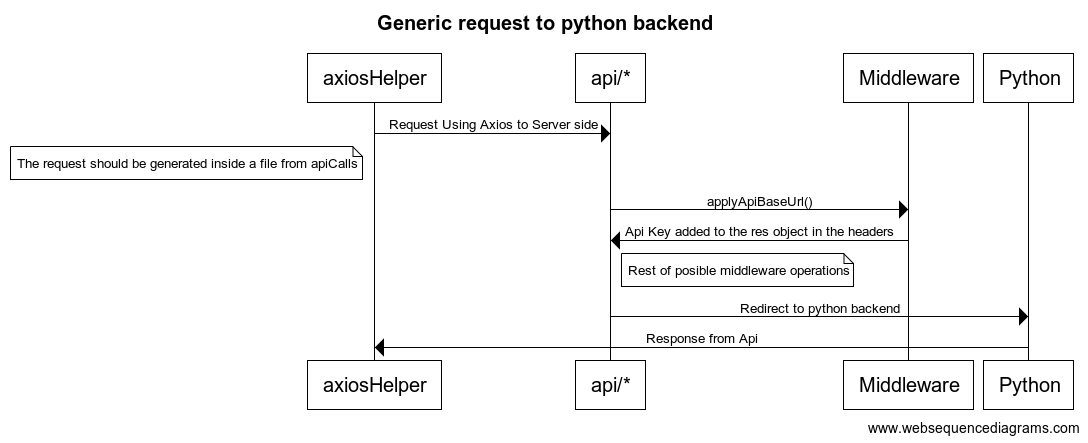 Generic request to python backend
axiosHelper
api/*
Middleware
Python
Request Using Axios to Server side
The request should be generated inside a file from apiCalls
applyApiBaseUrl()
Api Key added to the res object in the headers
Rest of posible middleware operations
Redirect to python backend
Response from Api
axiosHelper
api/*
Middleware
Python
www.websequencediagrams.com